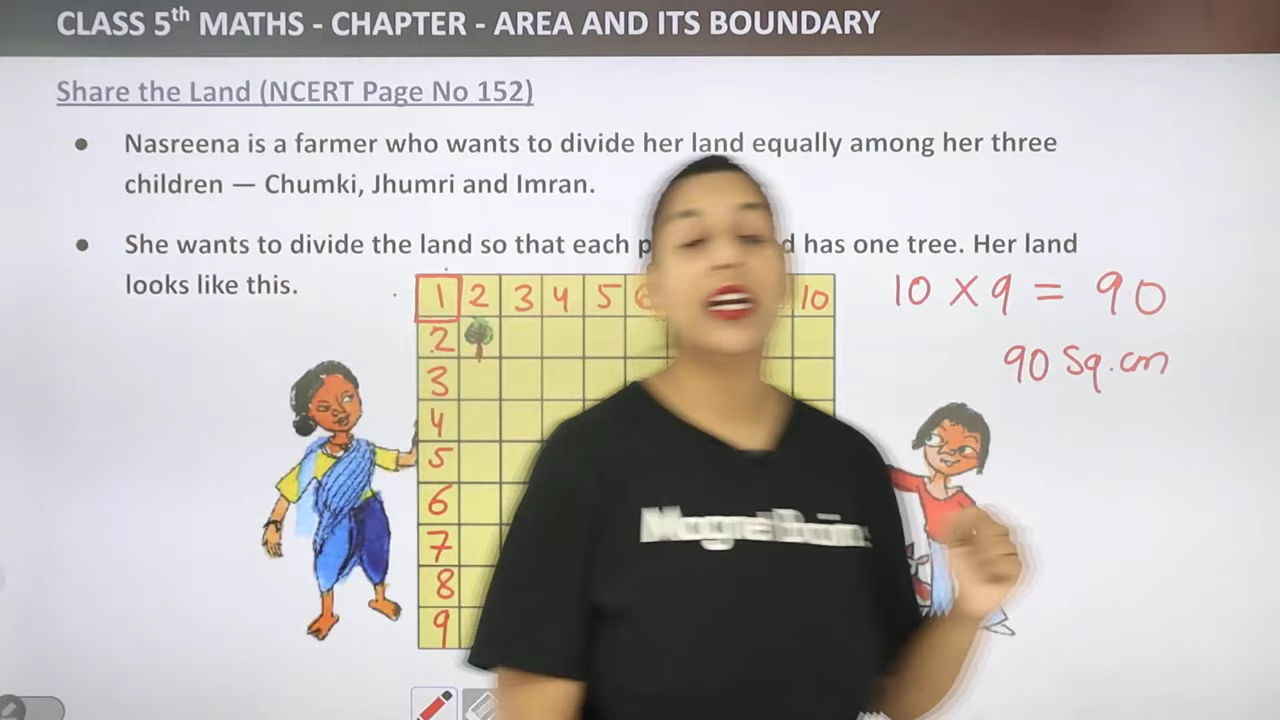 CLASS 5th MATHS - CHAPTER - AREA AND ITS BOUNDARY
Share the Land (NCERT Page No 152)
Nasreena is a farmer who wants to divide her land equally among her three
children — Chumki, Jhumri and Imran.
She wants to divide the land so that each has one tree. Her land
looks like this.
1 2 3 4 5 6 10
2
3
4
5
6
7
8
9
10 × 9 = 90
90 Sq.cm